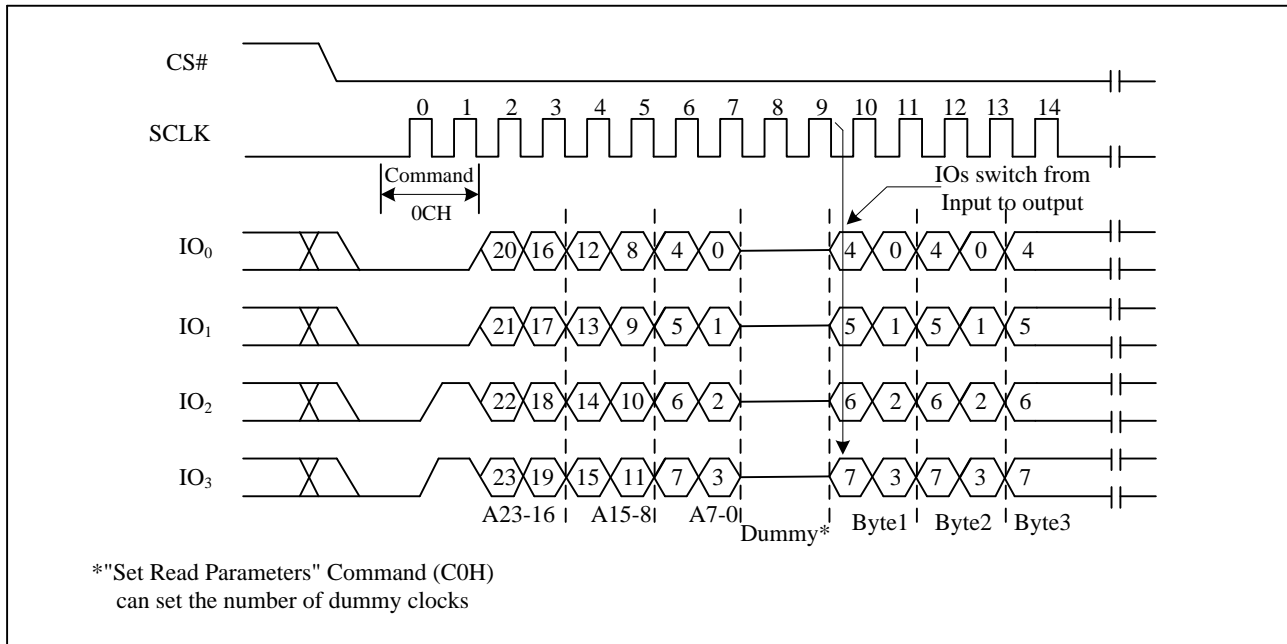 CS#
0 1 2 3 4 5 6 7 8 9 10 11 12 13 14
SCLK
Command
0CH
IOs switch from
Input to output
IO0 20 16 12 8 4 0 4 0 4 0 4
IO1 21 17 13 9 5 1 5 1 5 1 5
IO2 22 18 14 10 6 2 6 2 6 2 6
IO3 23 19 15 11 7 3 7 3 7 3 7
A23-16 A15-8 A7-0 Dummy* Byte1 Byte2 Byte3
*"Set Read Parameters" Command (C0H)
can set the number of dummy clocks